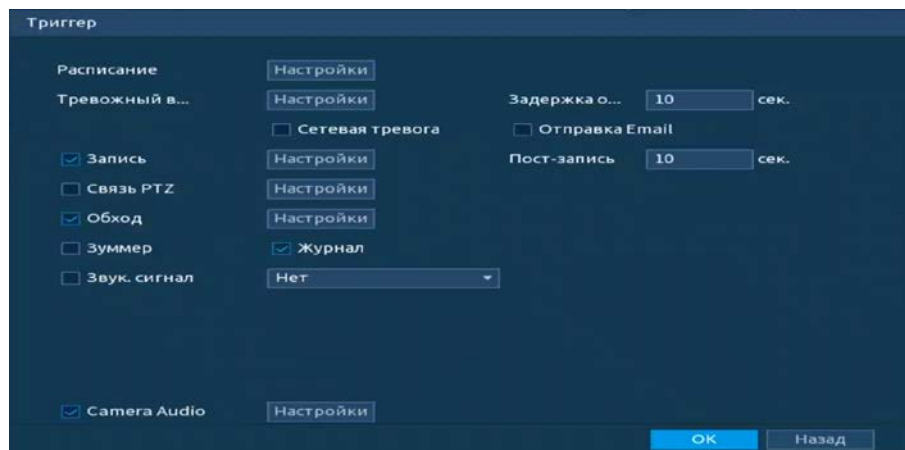 Триггер
Расписание Настройки
Тревожный в... Настройки Задержка о... 10 сек.
Сетевая тревога Отправка Email
Запись Настройки Пост-запись 10 сек.
Связь PTZ Настройки
Обход Настройки
Зуммер Журнал
Звук. сигнал Нет
Camera Audio Настройки
OK Назад